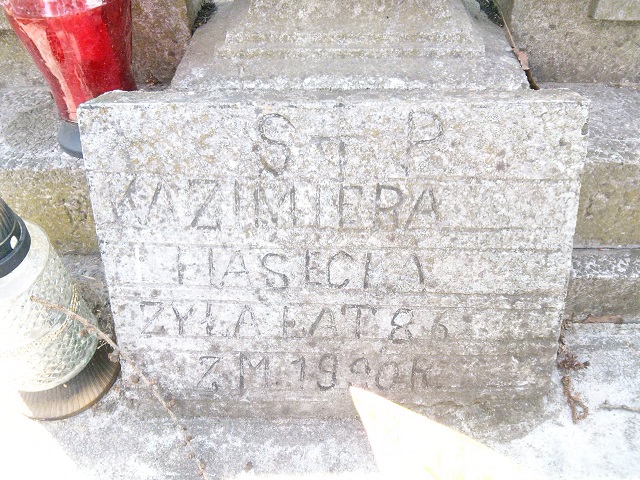 S + P
KAZIMIERA
PIASECKA
ŻYŁA LAT 86
ZM. 1920 R.